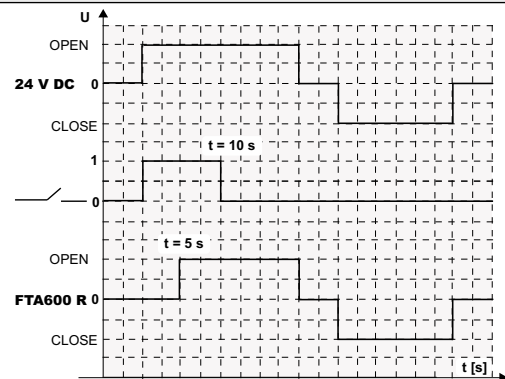 U
OPEN
24 V DC 0
CLOSE
t = 10 s
1
0
t = 5 s
OPEN
FTA600 R 0
CLOSE
t [s]